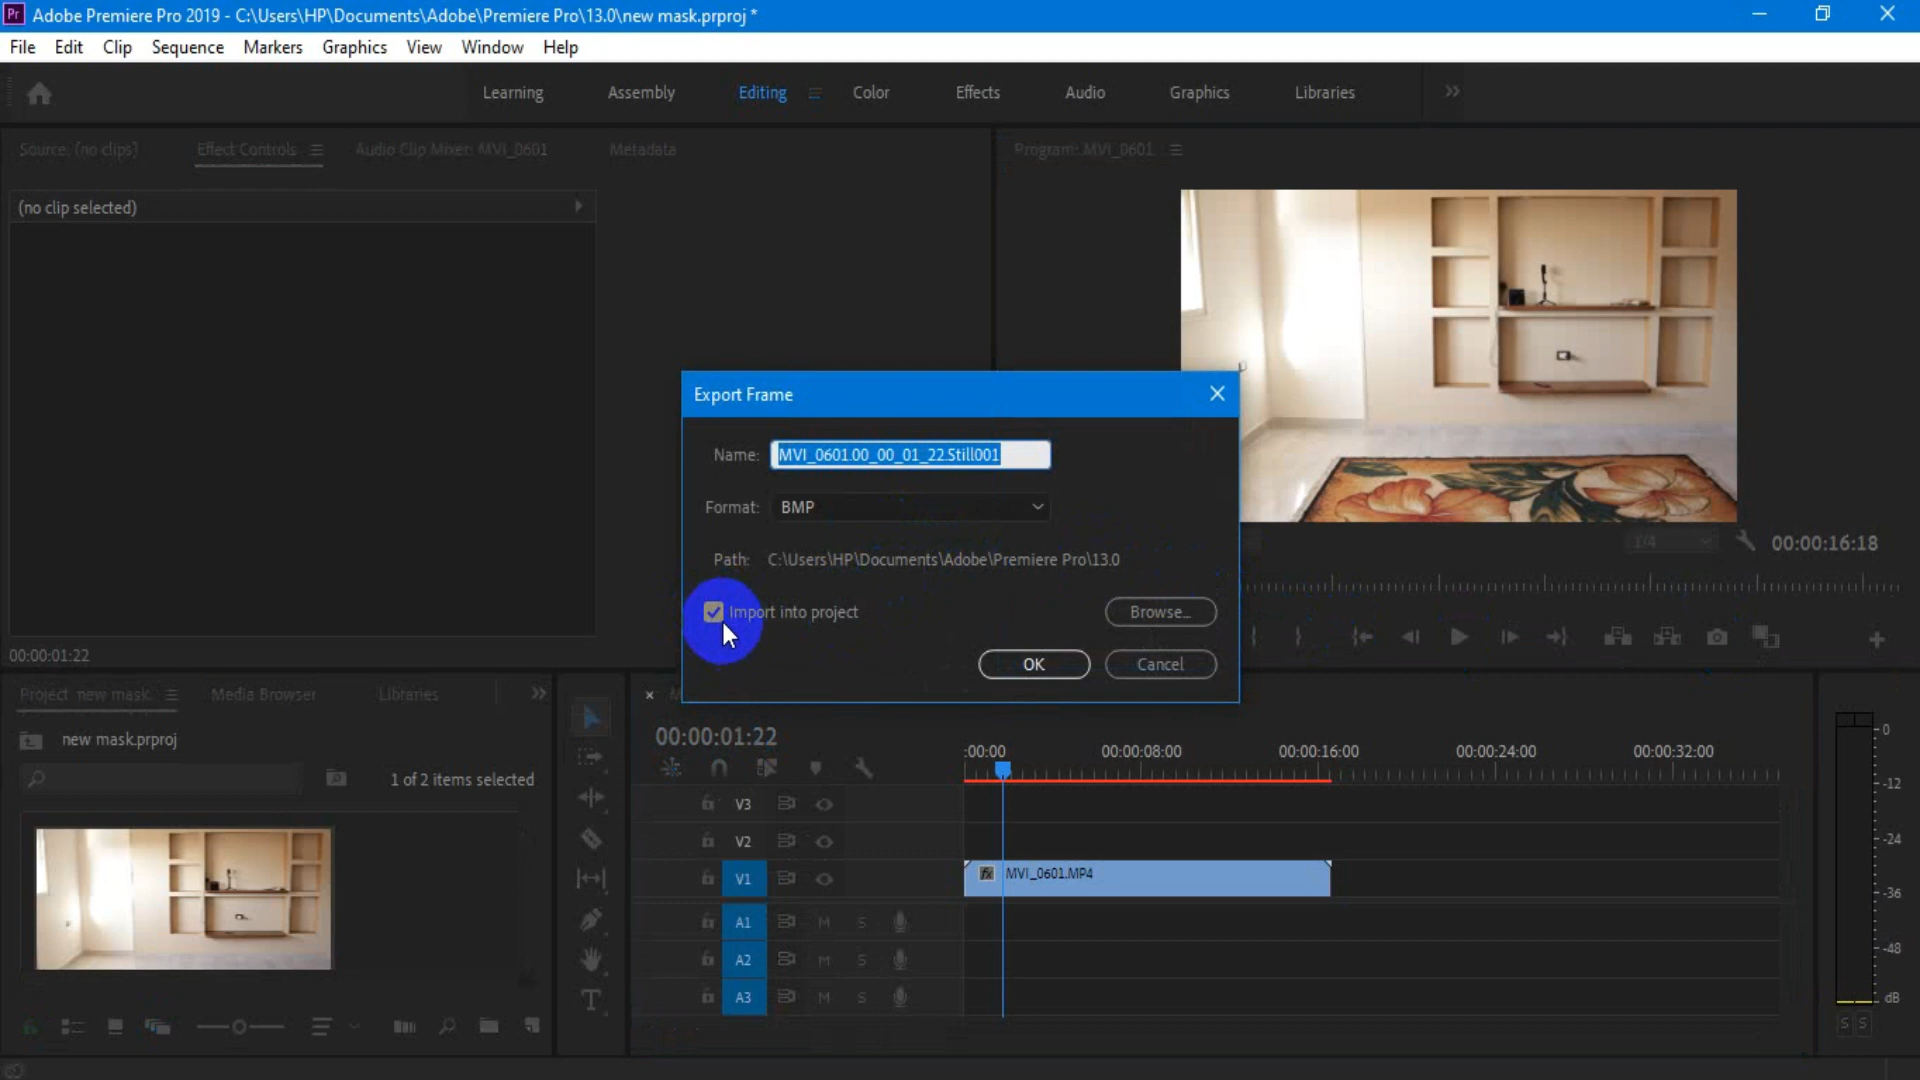 Pr Adobe Premiere Pro 2019 - C:\Users\HP\Documents\Adobe\Premiere Pro\13.0\new mask.prproj *
File Edit Clip Sequence Markers Graphics View Window Help
Learning Assembly Editing Color Effects Audio Graphics Libraries
Source: (no clips) Effect Controls Audio Clip Mixer: MVI_0601 Metadata
Program: MVI_0601
(no clip selected)
Export Frame
Name: MVI_0601.00_00_01_22.Still001
Format: BMP
Path: C:\Users\HP\Documents\Adobe\Premiere Pro\13.0
Import into project Browse...
OK Cancel
1/4 00:00:16:18
00:00:01:22
Project: new mask Media Browser Libraries
new mask.prproj
1 of 2 items selected
00:00:01:22
:00:00 00:00:08:00 00:00:16:00 00:00:24:00 00:00:32:00
V3
V2
V1
fx MVI_0601.MP4
A1 M S
A2 M S
A3 M S
0
-12
-24
-36
-48
dB
S S